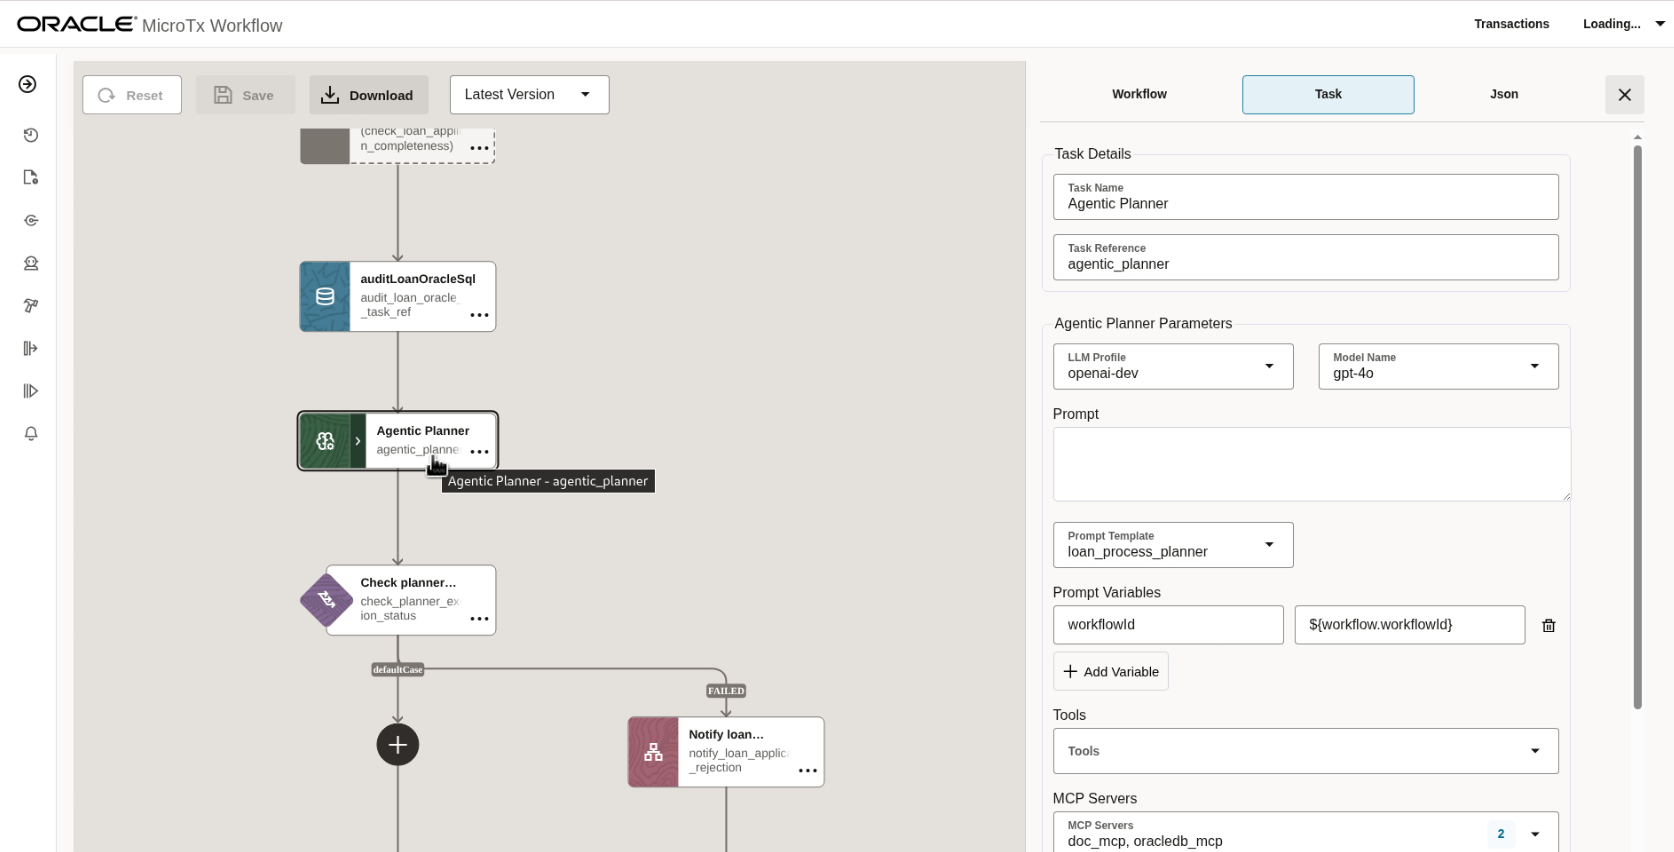 ORACLE MicroTx Workflow
Transactions
Loading...
Reset
Save
Download
Latest Version
(check_loan_appli
n_completeness)
auditLoanOracleSql
audit_loan_oracle_
_task_ref
Agentic Planner
agentic_planne
Agentic Planner - agentic_planner
Check planner...
check_planner_ex
ion_status
defaultCase
FAILED
Notify loan...
notify_loan_applic
_rejection
Workflow
Task
Json
Task Details
Task Name
Agentic Planner
Task Reference
agentic_planner
Agentic Planner Parameters
LLM Profile
openai-dev
Model Name
gpt-4o
Prompt
Prompt Template
loan_process_planner
Prompt Variables
workflowId
${workflow.workflowId}
Add Variable
Tools
Tools
MCP Servers
MCP Servers
doc_mcp, oracledb_mcp
2